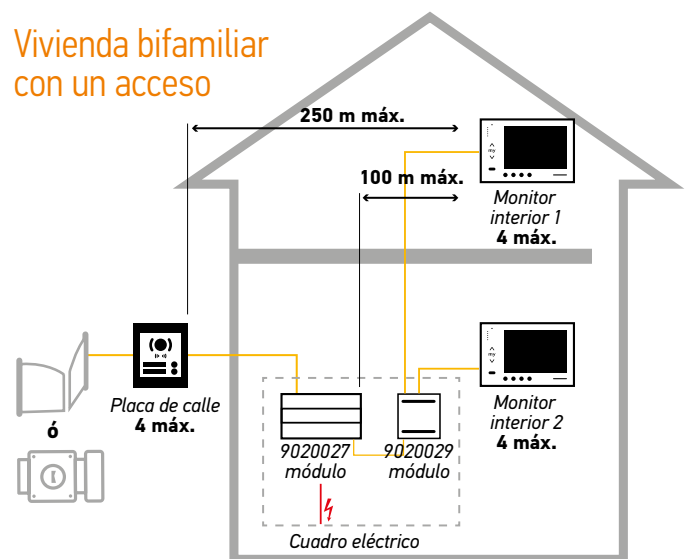 Vivienda bifamiliar
con un acceso
250 m máx.
100 m máx.
Monitor
interior 1
4 máx.
Placa de calle
4 máx.
ó
9020027
módulo
9020029
módulo
Monitor
interior 2
4 máx.
Cuadro eléctrico